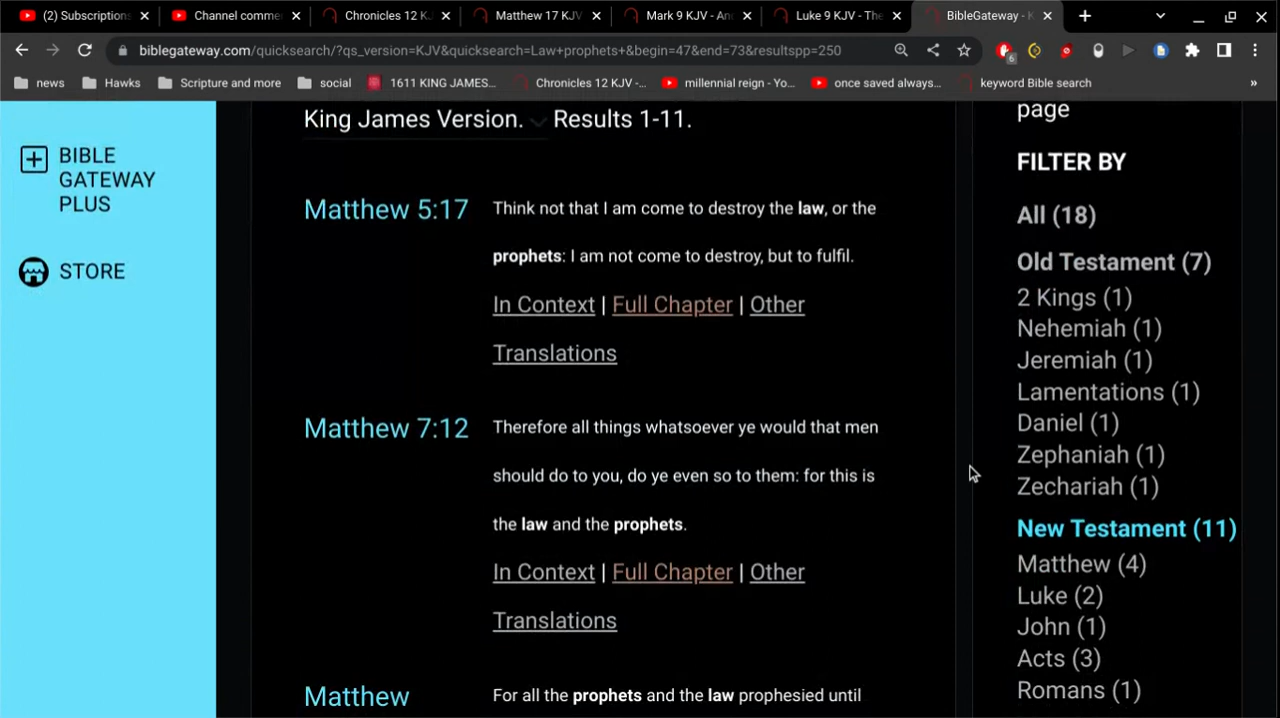 (2) Subscriptions
Channel comme
Chronicles 12 K
Matthew 17 KJV
Mark 9 KJV - An
Luke 9 KJV - The
BibleGateway - K
biblegateway.com/quicksearch/?qs_version=KJV&quicksearch=Law+prophets+&begin=47&end=73&resultspp=250
6
news
Hawks
Scripture and more
social
1611 KING JAMES...
Chronicles 12 KJV -...
millennial reign - Yo...
once saved always...
keyword Bible search
»
BIBLE
GATEWAY
PLUS
STORE
King James Version. Results 1-11.
Matthew 5:17
Think not that I am come to destroy the law, or the
prophets: I am not come to destroy, but to fulfil.
In Context | Full Chapter | Other
Translations
Matthew 7:12
Therefore all things whatsoever ye would that men
should do to you, do ye even so to them: for this is
the law and the prophets.
In Context | Full Chapter | Other
Translations
Matthew
For all the prophets and the law prophesied until
page
FILTER BY
All (18)
Old Testament (7)
2 Kings (1)
Nehemiah (1)
Jeremiah (1)
Lamentations (1)
Daniel (1)
Zephaniah (1)
Zechariah (1)
New Testament (11)
Matthew (4)
Luke (2)
John (1)
Acts (3)
Romans (1)